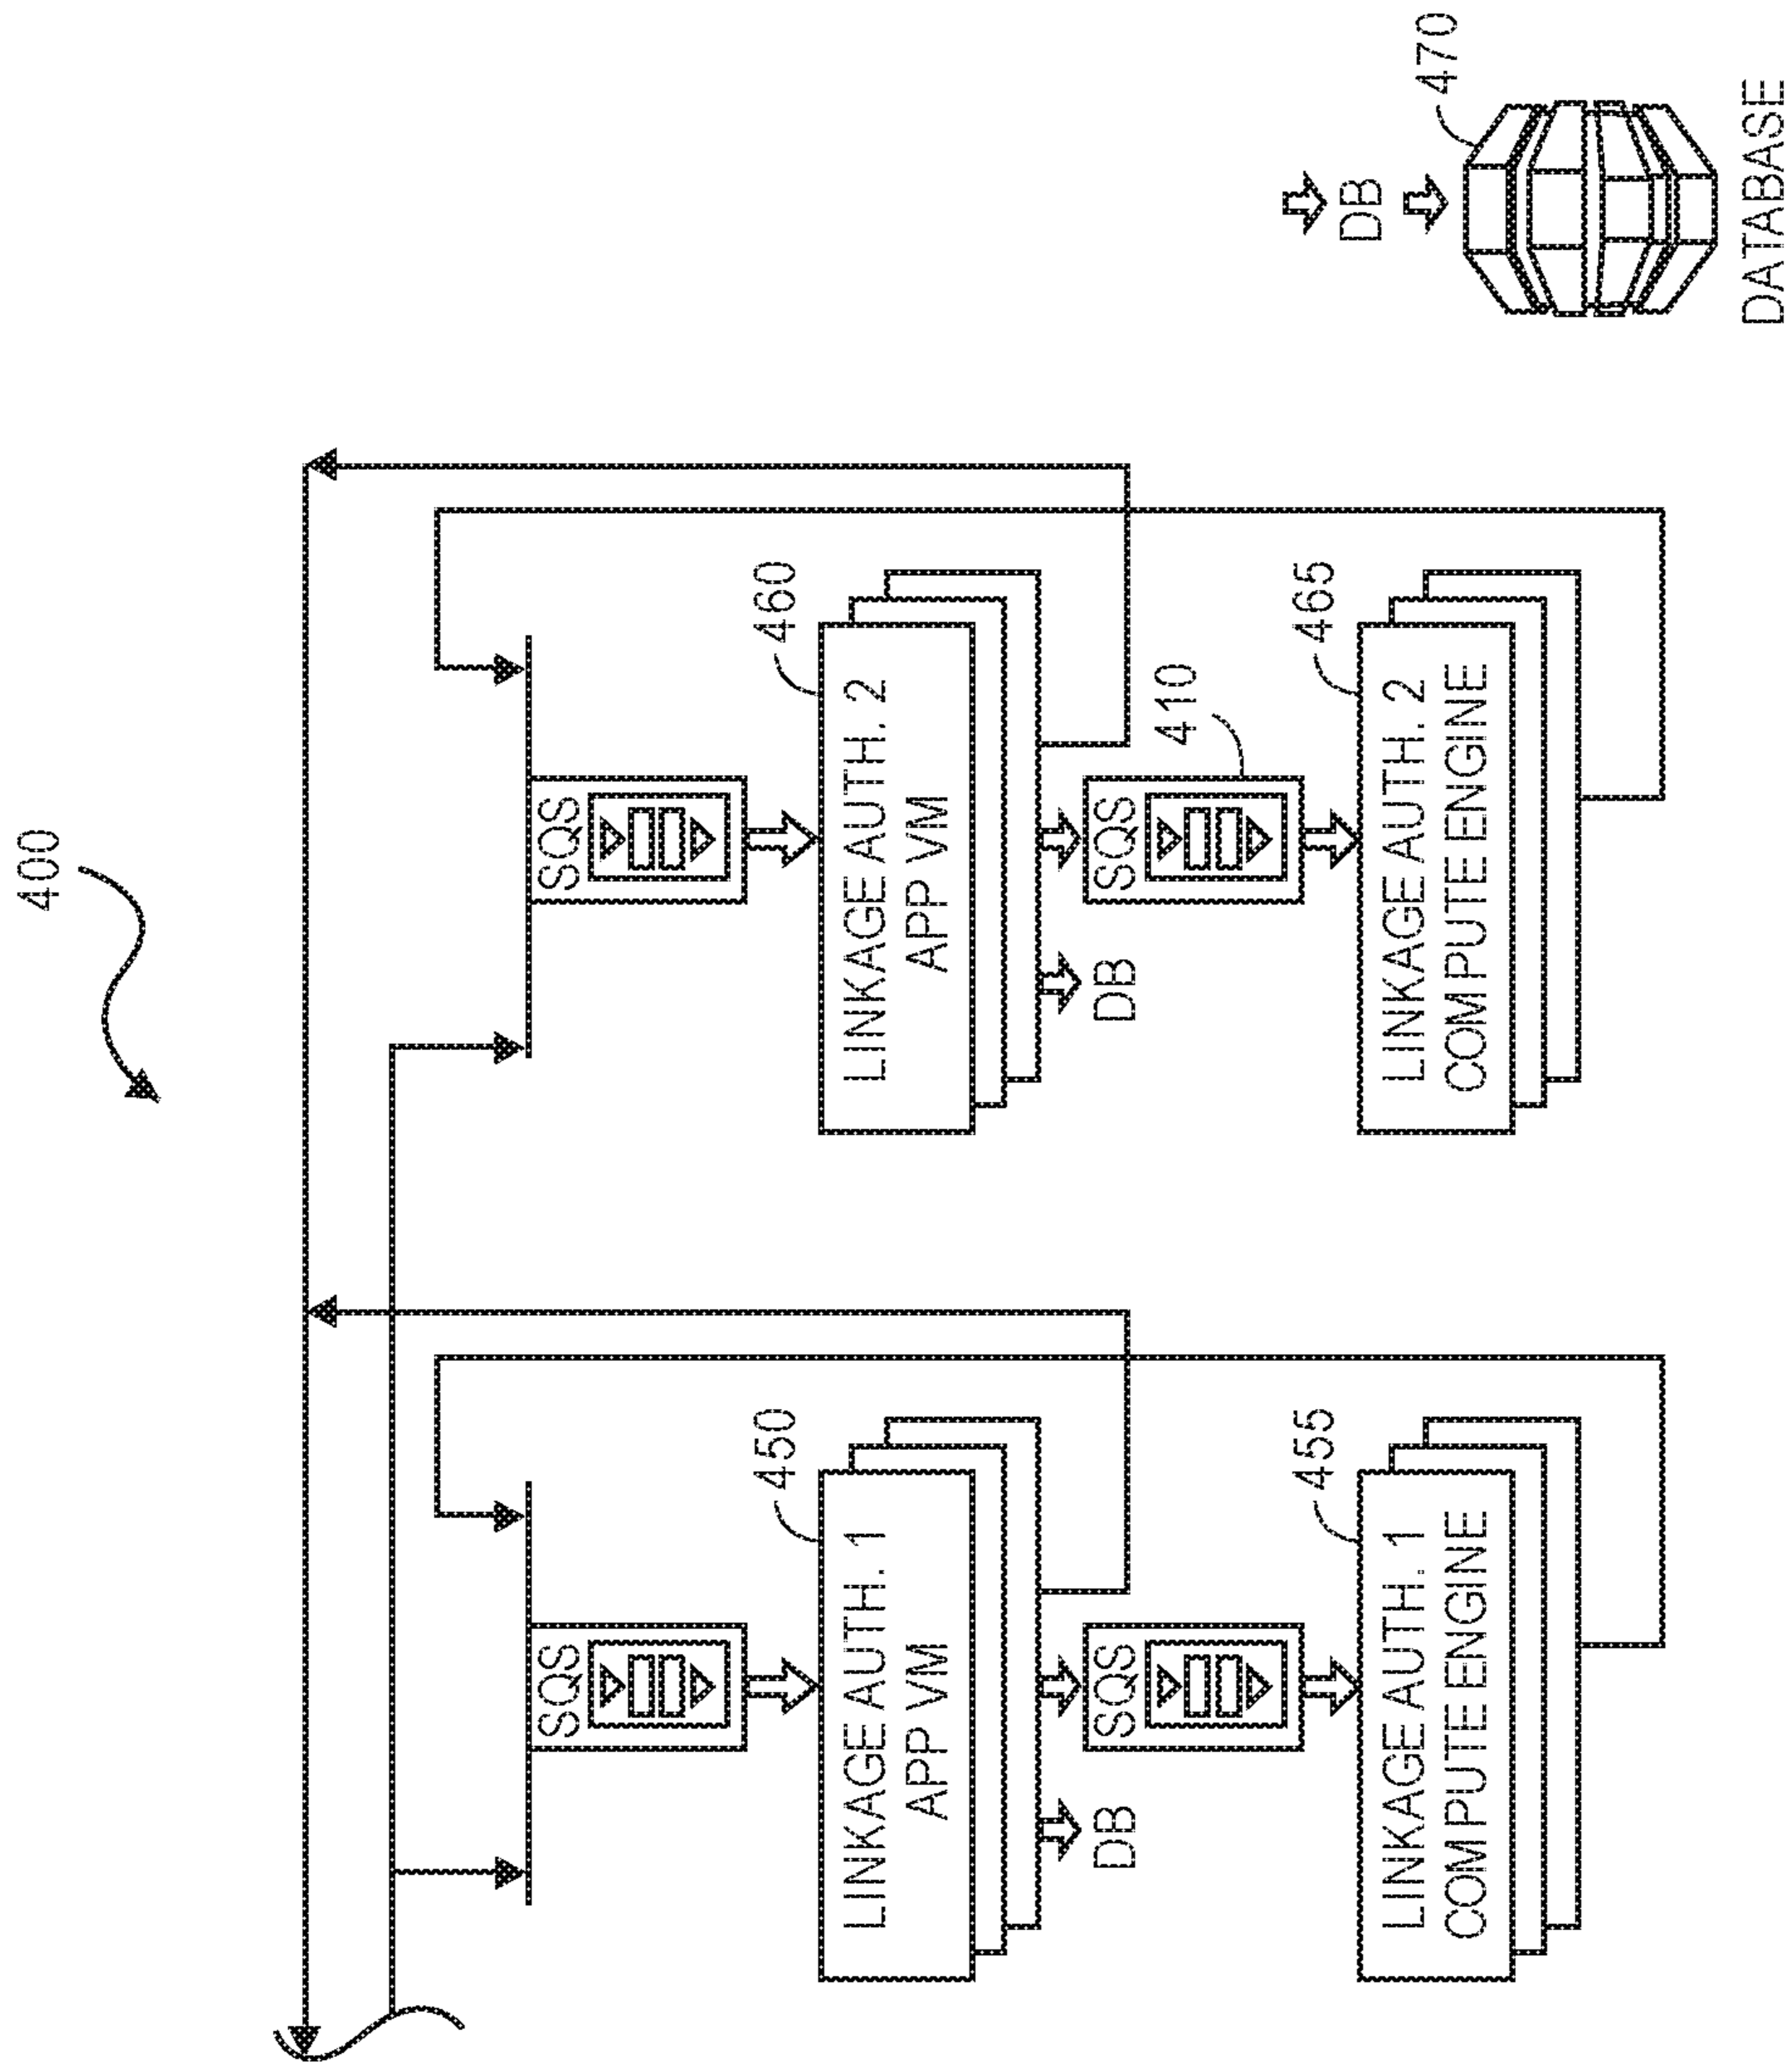 400
SQS
SQS
LINKAGE AUTH. 1
APP VM
450
LINKAGE AUTH. 2
APP VM
460
DB
SQS
DB
SQS
410
LINKAGE AUTH. 1
COMPUTE ENGINE
455
LINKAGE AUTH. 2
COMPUTE ENGINE
465
DB
470
DATABASE